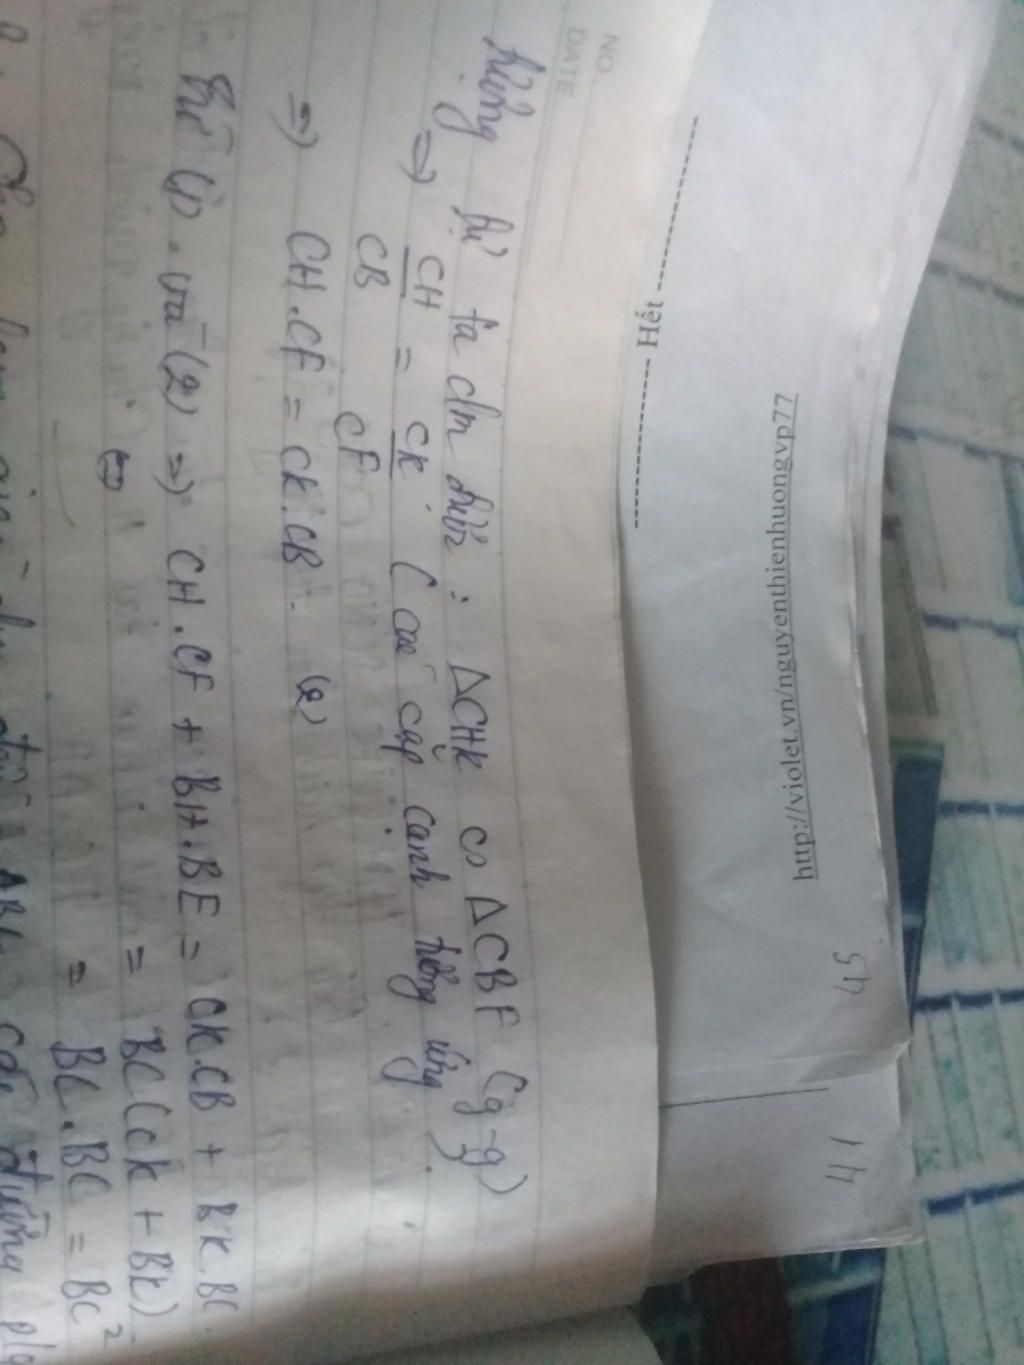 http://violet.vn/nguyenthienhuongvp77
---------------- Hết ----------------
45
14
NO.
DATE
tương tự ta cm được : ΔCHK ∽ ΔCBF (g-g)
=> CH/CB = CK/CF (các cặp cạnh tương ứng)
=> CH.CF = CK.CB. (2)
Từ (1) và (2) => CH.CF + BH.BE = CK.CB + BK.BC
<=> = BC(CK + BK)
= BC.BC = BC²